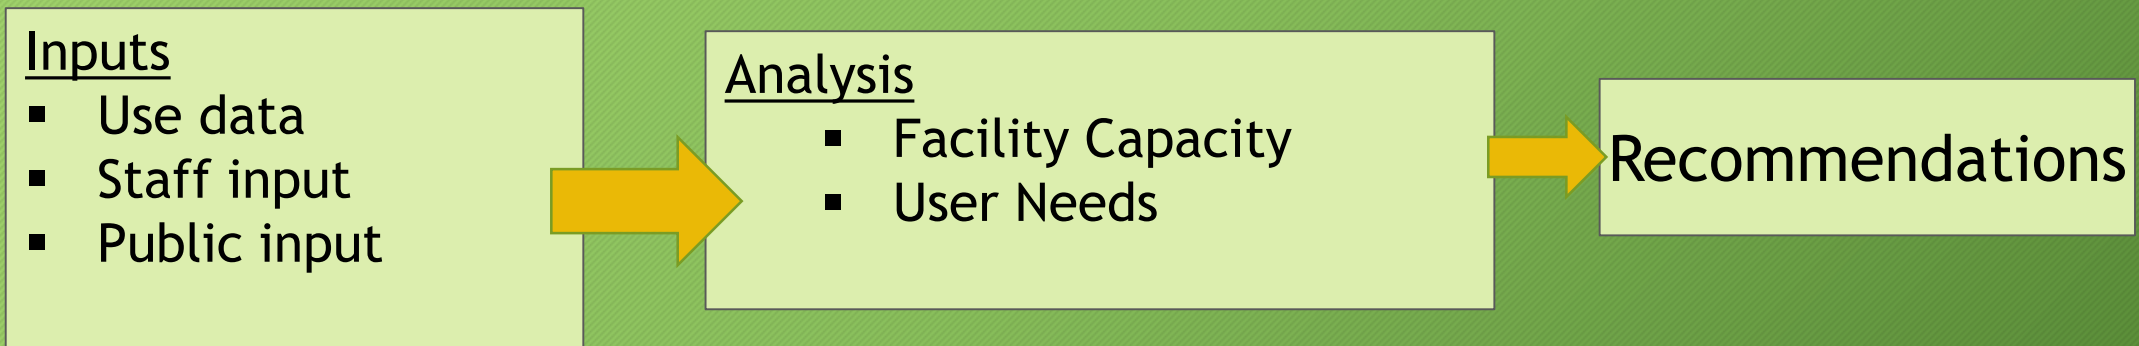 Inputs
▪ Use data
▪ Staff input
▪ Public input
Analysis
▪ Facility Capacity
▪ User Needs
Recommendations